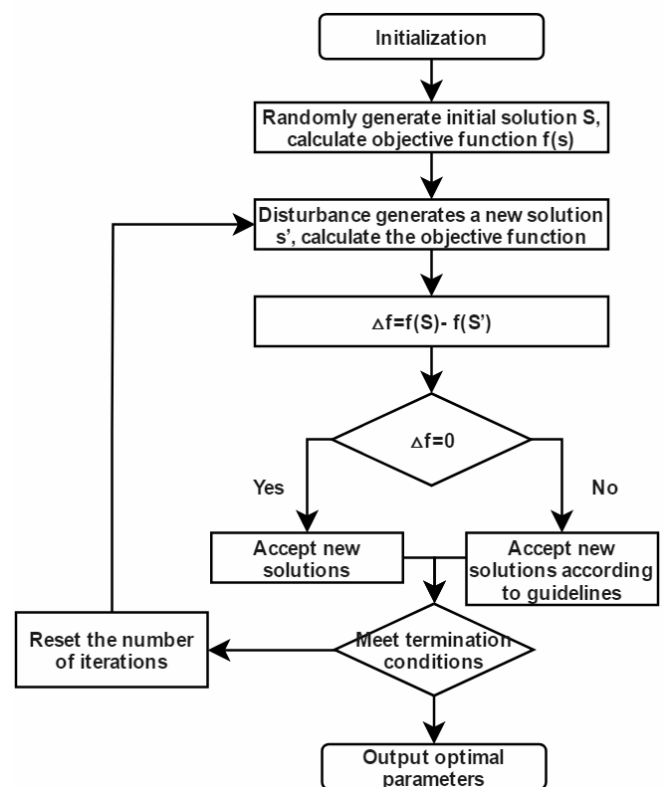 Initialization
Randomly generate initial solution S,
calculate objective function f(s)
Disturbance generates a new solution
s’, calculate the objective function
△f=f(S)- f(S’)
△f=0
Yes
No
Accept new
solutions
Accept new
solutions according
to guidelines
Reset the number
of iterations
Meet termination
conditions
Output optimal
parameters